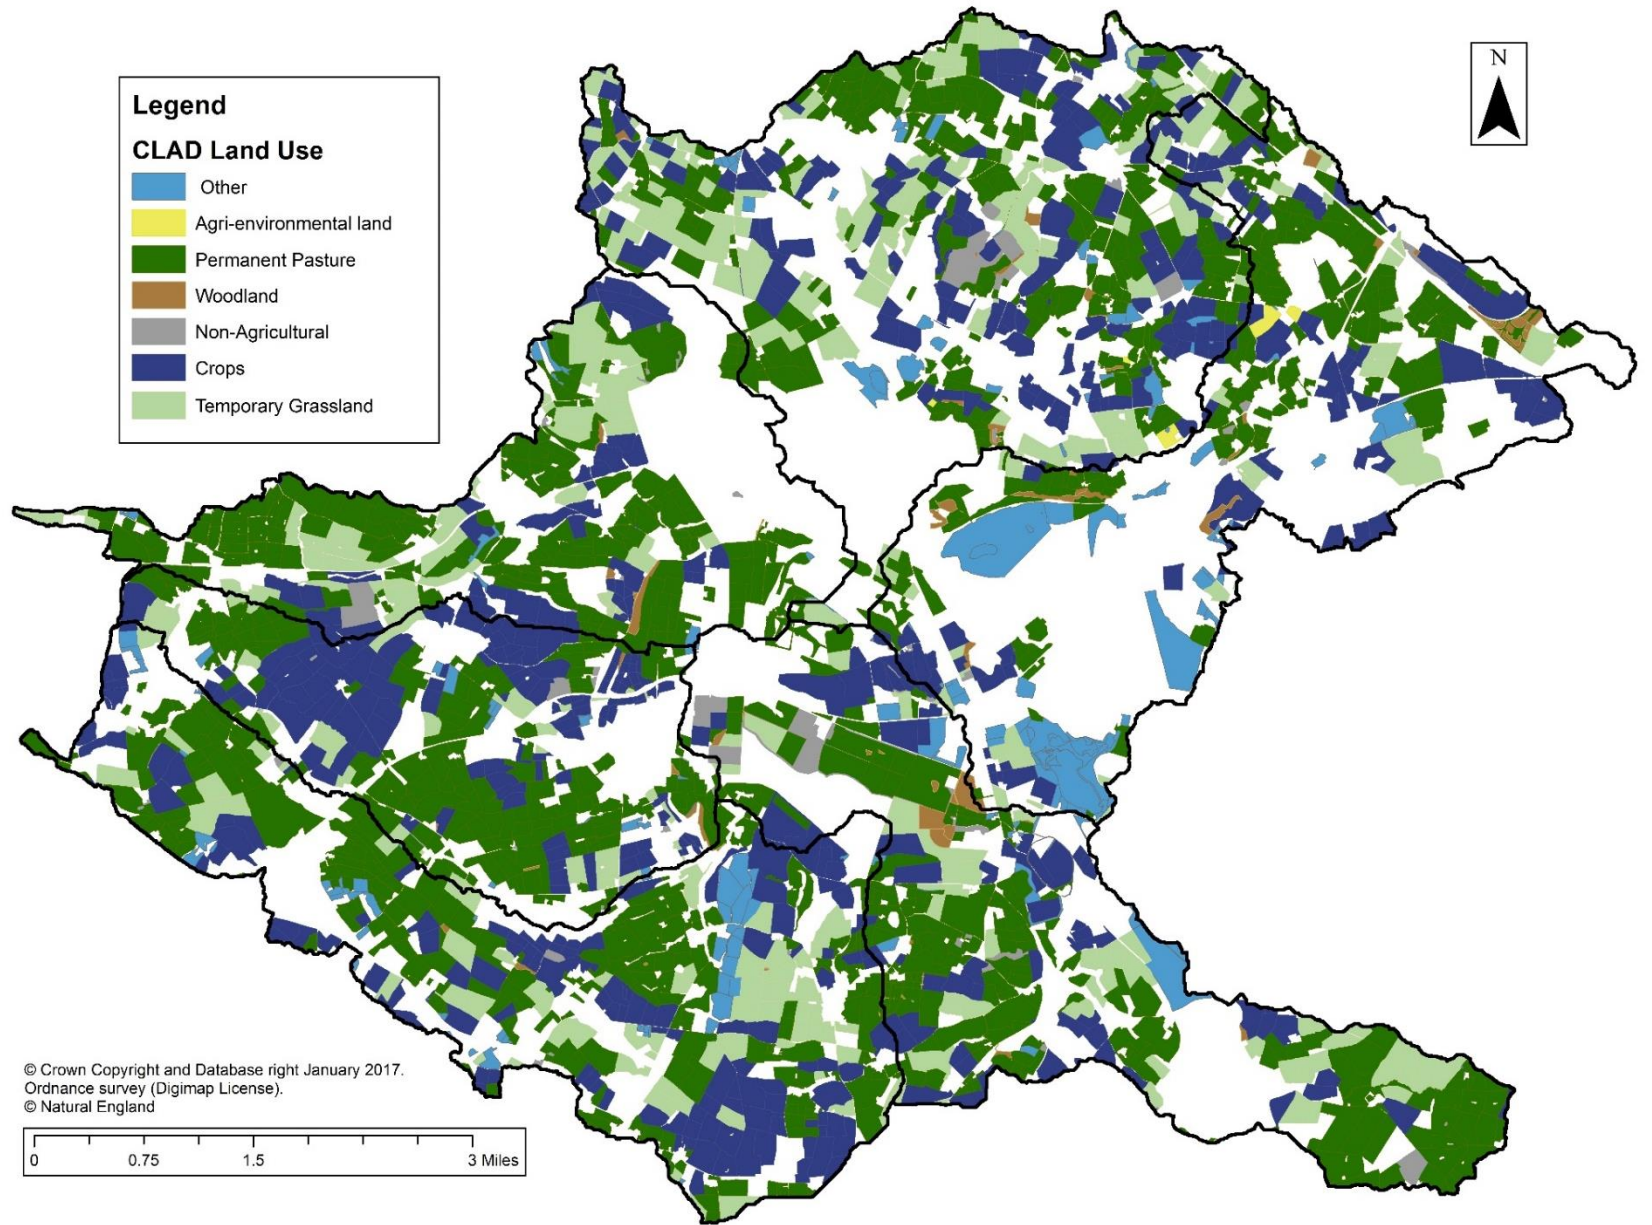 N
Legend
CLAD Land Use
Other
Agri-environmental land
Permanent Pasture
Woodland
Non-Agricultural
Crops
Temporary Grassland
© Crown Copyright and Database right January 2017.
Ordnance survey (Digimap License).
© Natural England
0 0.75 1.5 3 Miles